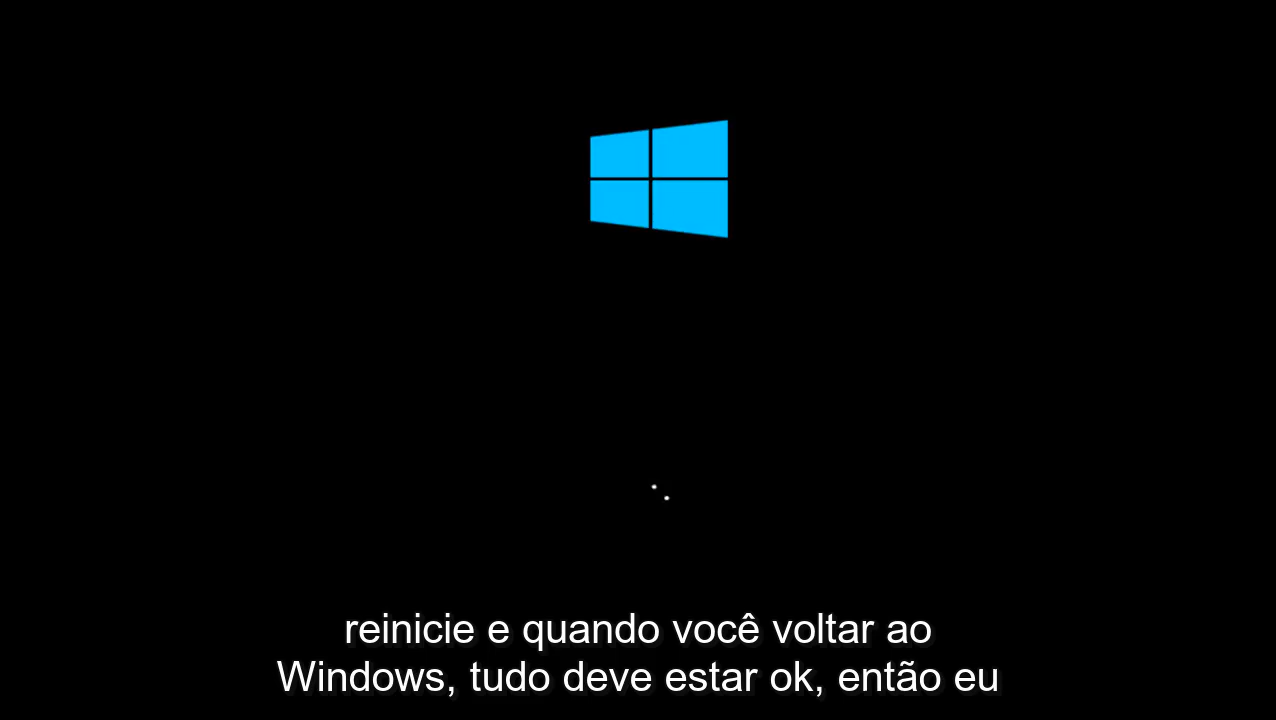 reinicie e quando você voltar ao
Windows, tudo deve estar ok, então eu